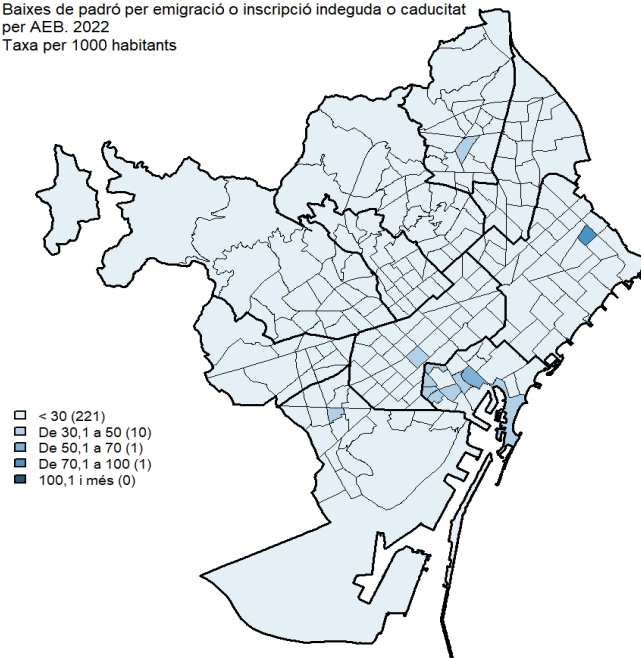 Baixes de padró per emigració o inscripció indeguda o caducitat
per AEB. 2022
Taxa per 1000 habitants
< 30 (221)
De 30,1 a 50 (10)
De 50,1 a 70 (1)
De 70,1 a 100 (1)
100,1 i més (0)